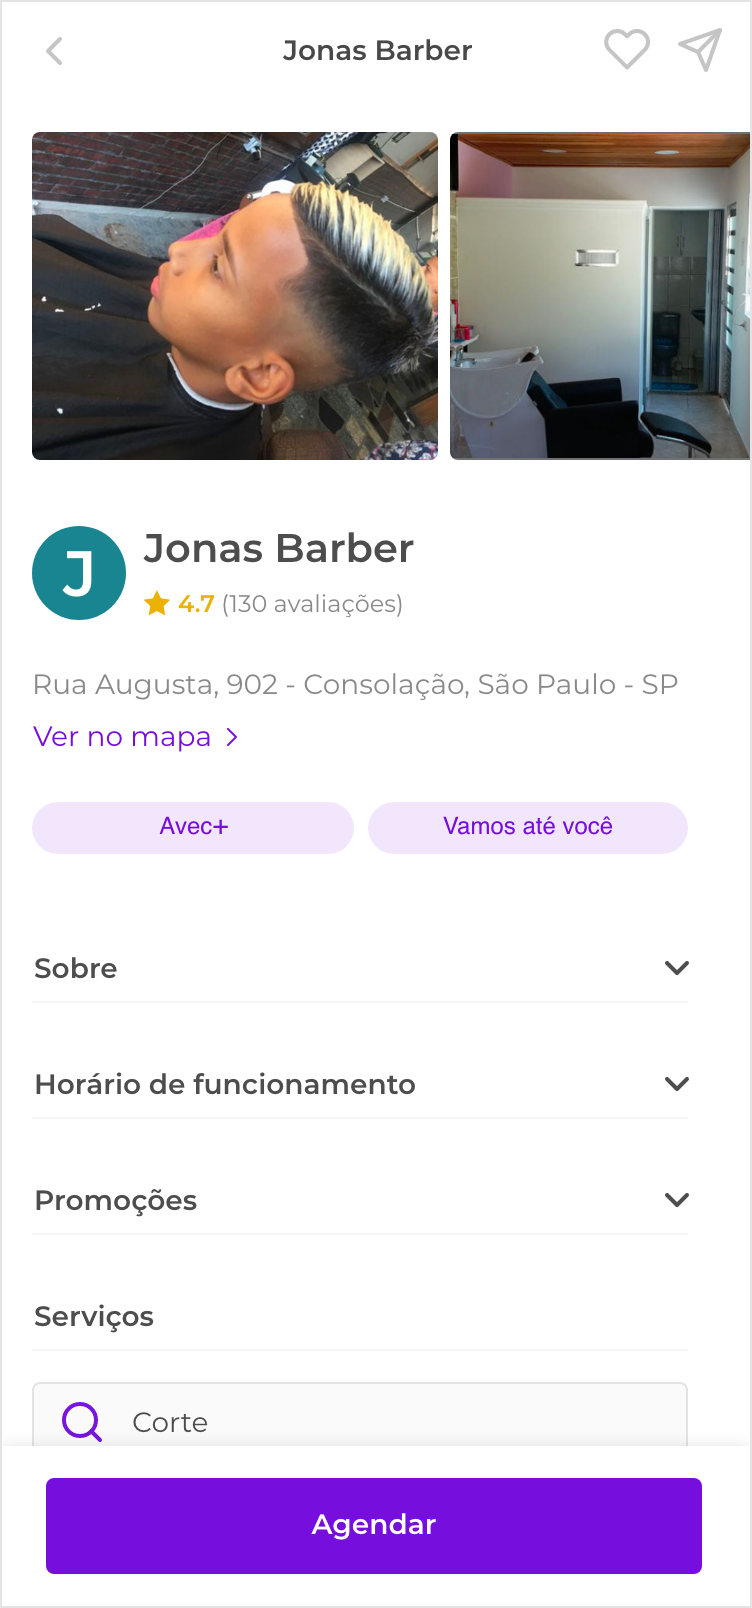 Jonas Barber
J
Jonas Barber
4.7 (130 avaliações)
Rua Augusta, 902 - Consolação, São Paulo - SP
Ver no mapa
Avec+
Vamos até você
Sobre
Horário de funcionamento
Promoções
Serviços
Corte
Agendar